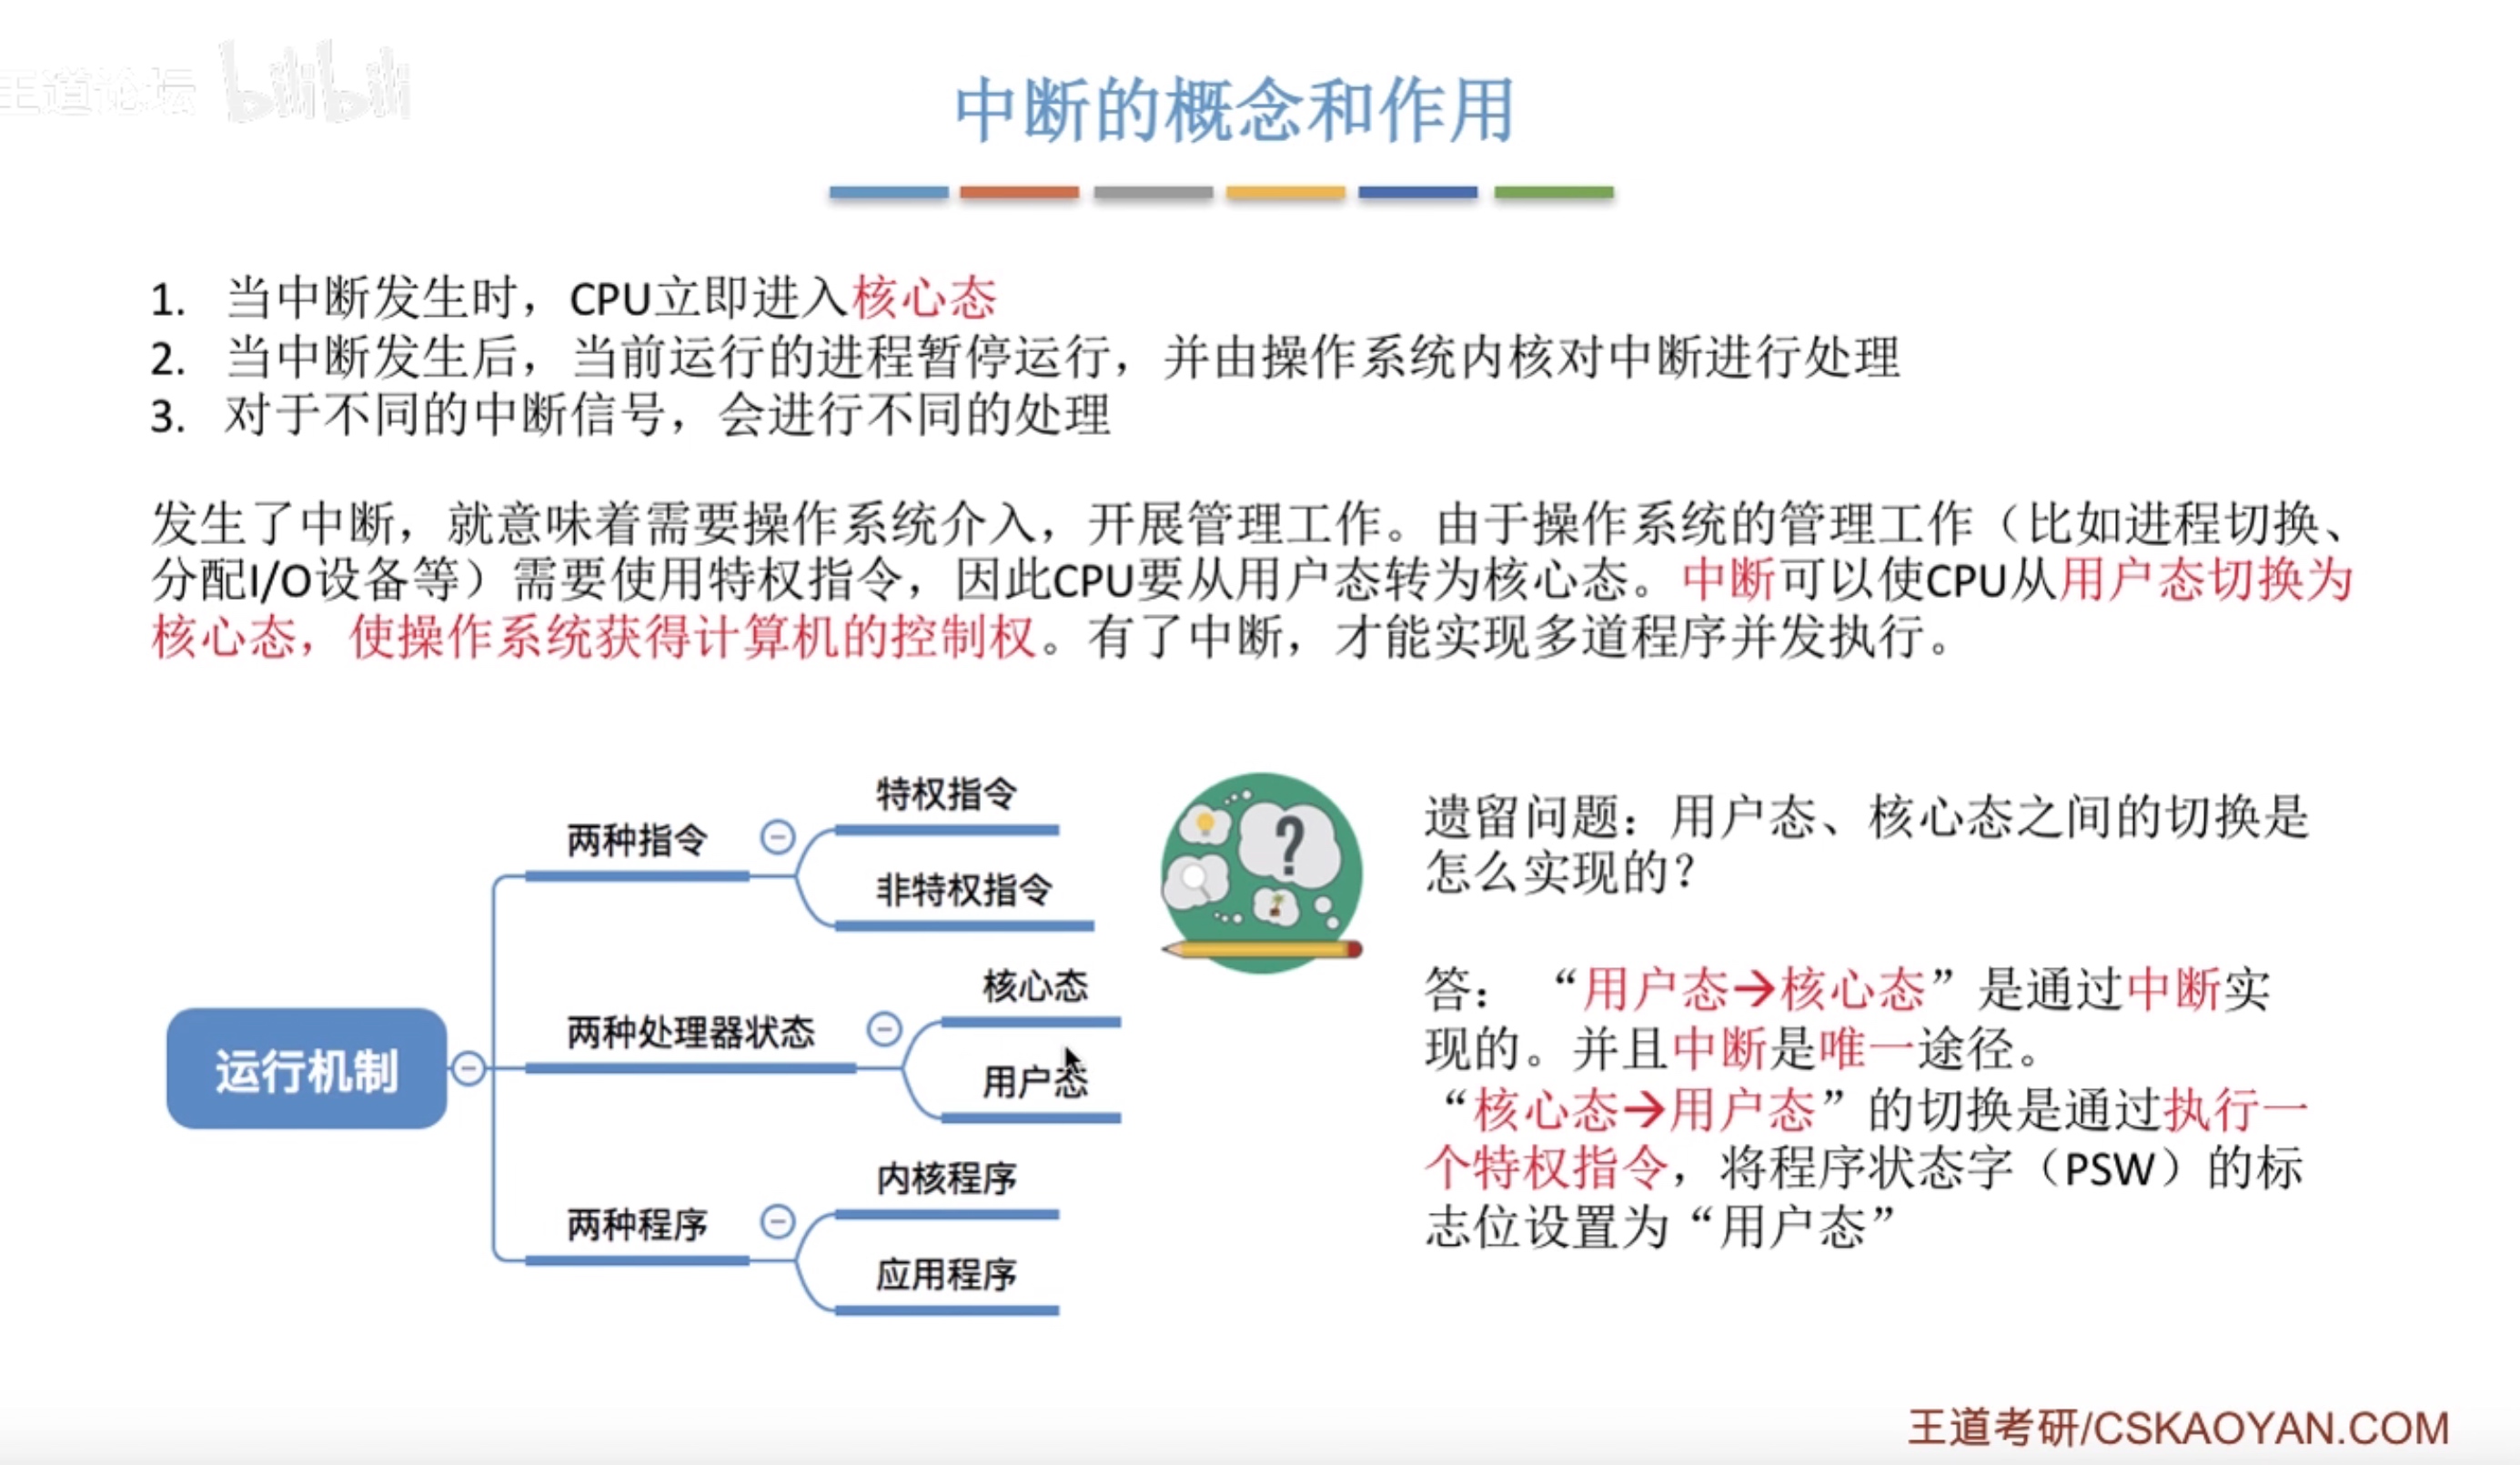 王道论坛 bilibili
中断的概念和作用
1. 当中断发生时，CPU立即进入核心态
2. 当中断发生后，当前运行的进程暂停运行，并由操作系统内核对中断进行处理
3. 对于不同的中断信号，会进行不同的处理
发生了中断，就意味着需要操作系统介入，开展管理工作。由于操作系统的管理工作（比如进程切换、
分配I/O设备等）需要使用特权指令，因此CPU要从用户态转为核心态。中断可以使CPU从用户态切换为
核心态，使操作系统获得计算机的控制权。有了中断，才能实现多道程序并发执行。
运行机制
两种指令
特权指令
非特权指令
两种处理器状态
核心态
用户态
两种程序
内核程序
应用程序
?
遗留问题：用户态、核心态之间的切换是
怎么实现的？
答： “用户态→核心态”是通过中断实
现的。并且中断是唯一途径。
“核心态→用户态”的切换是通过执行一
个特权指令，将程序状态字（PSW）的标
志位设置为“用户态”
王道考研/CSKAOYAN.COM